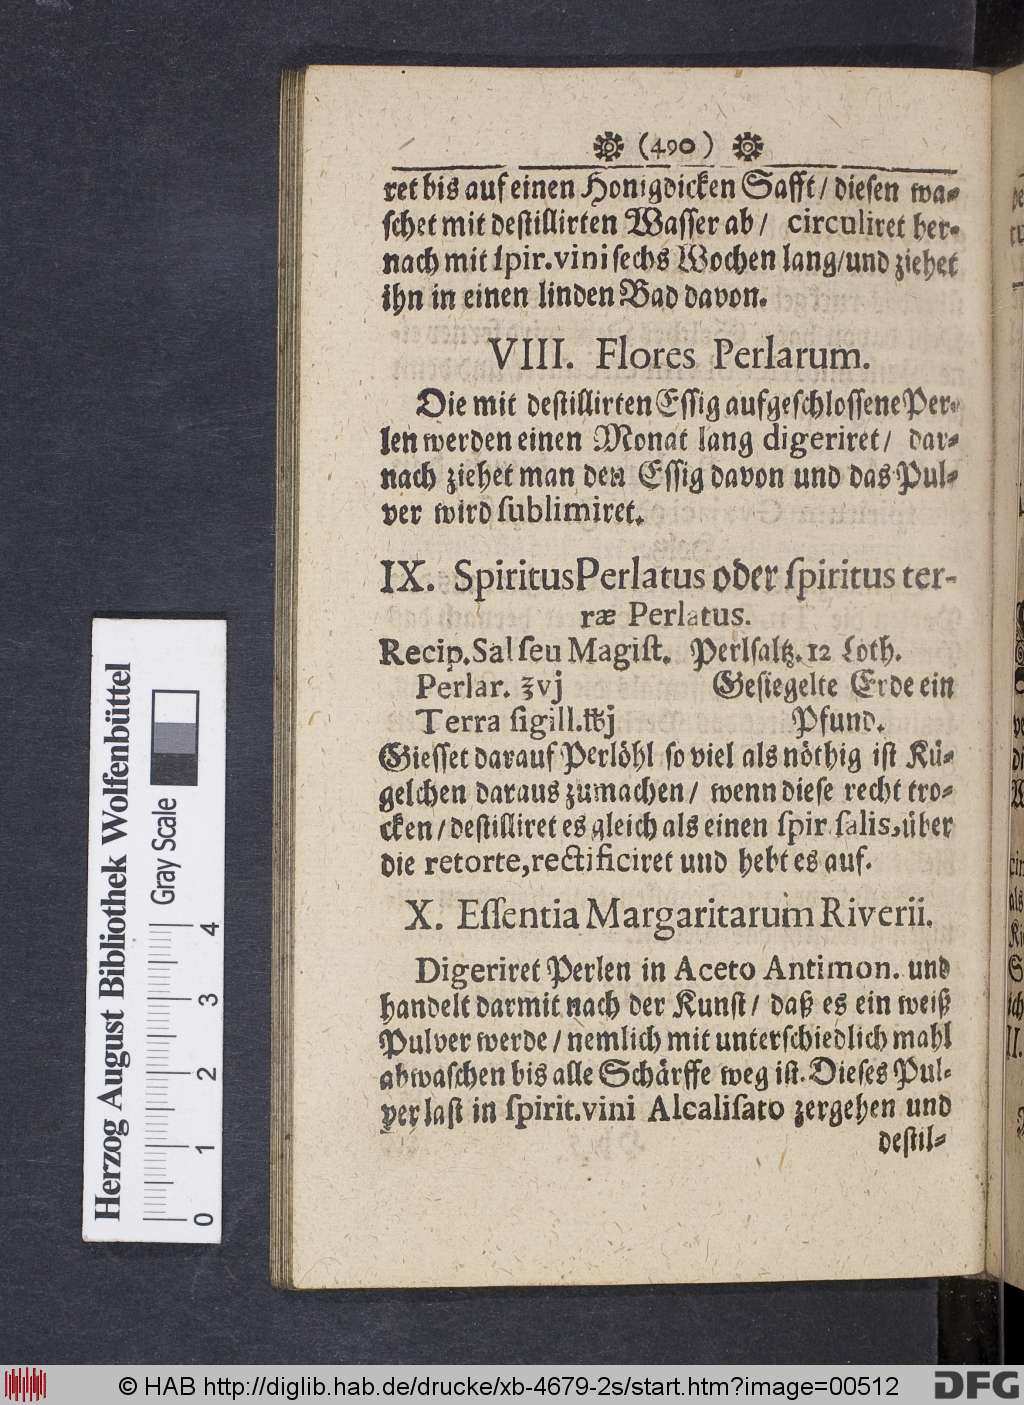 (490)
ret bis auf einen Honigdicken Safft / diesen wa-
schet mit destillirten Wasser ab / circuliret her-
nach mit spir. vini sechs Wochen lang / und ziehet
ihn in einen linden Bad davon.
VIII. Flores Perlarum.
Die mit destillirten Essig aufgeschlossene Per-
len werden einen Monat lang digeriret / dar-
nach ziehet man den Essig davon und das Pul-
ver wird sublimiret.
IX. Spiritus Perlatus oder spiritus ter-
ræ Perlatus.
Recip. Sal seu Magist. Perlsaltz. 12 Loth.
Perlar. ʒvj Gesiegelte Erde ein
Terra sigill. ℔j Pfund.
Giesset darauf Perlöhl so viel als nöthig ist Kü-
gelchen daraus zumachen / wenn diese recht tro-
cken / destilliret es gleich als einen spir. salis, über
die retorte, rectificiret und hebt es auf.
X. Essentia Margaritarum Riverii.
Digeriret Perlen in Aceto Antimon. und
handelt darmit nach der Kunst / daß es ein weiß
Pulver werde / nemlich mit unterschiedlich mahl
abwaschen bis alle Schärffe weg ist. Dieses Pul-
ver last in spirit. vini Alcalisato zergehen und
destil-
Herzog August Bibliothek Wolfenbüttel
Gray Scale
0 1 2 3 4
© HAB http://diglib.hab.de/drucke/xb-4679-2s/start.htm?image=00512
DFG